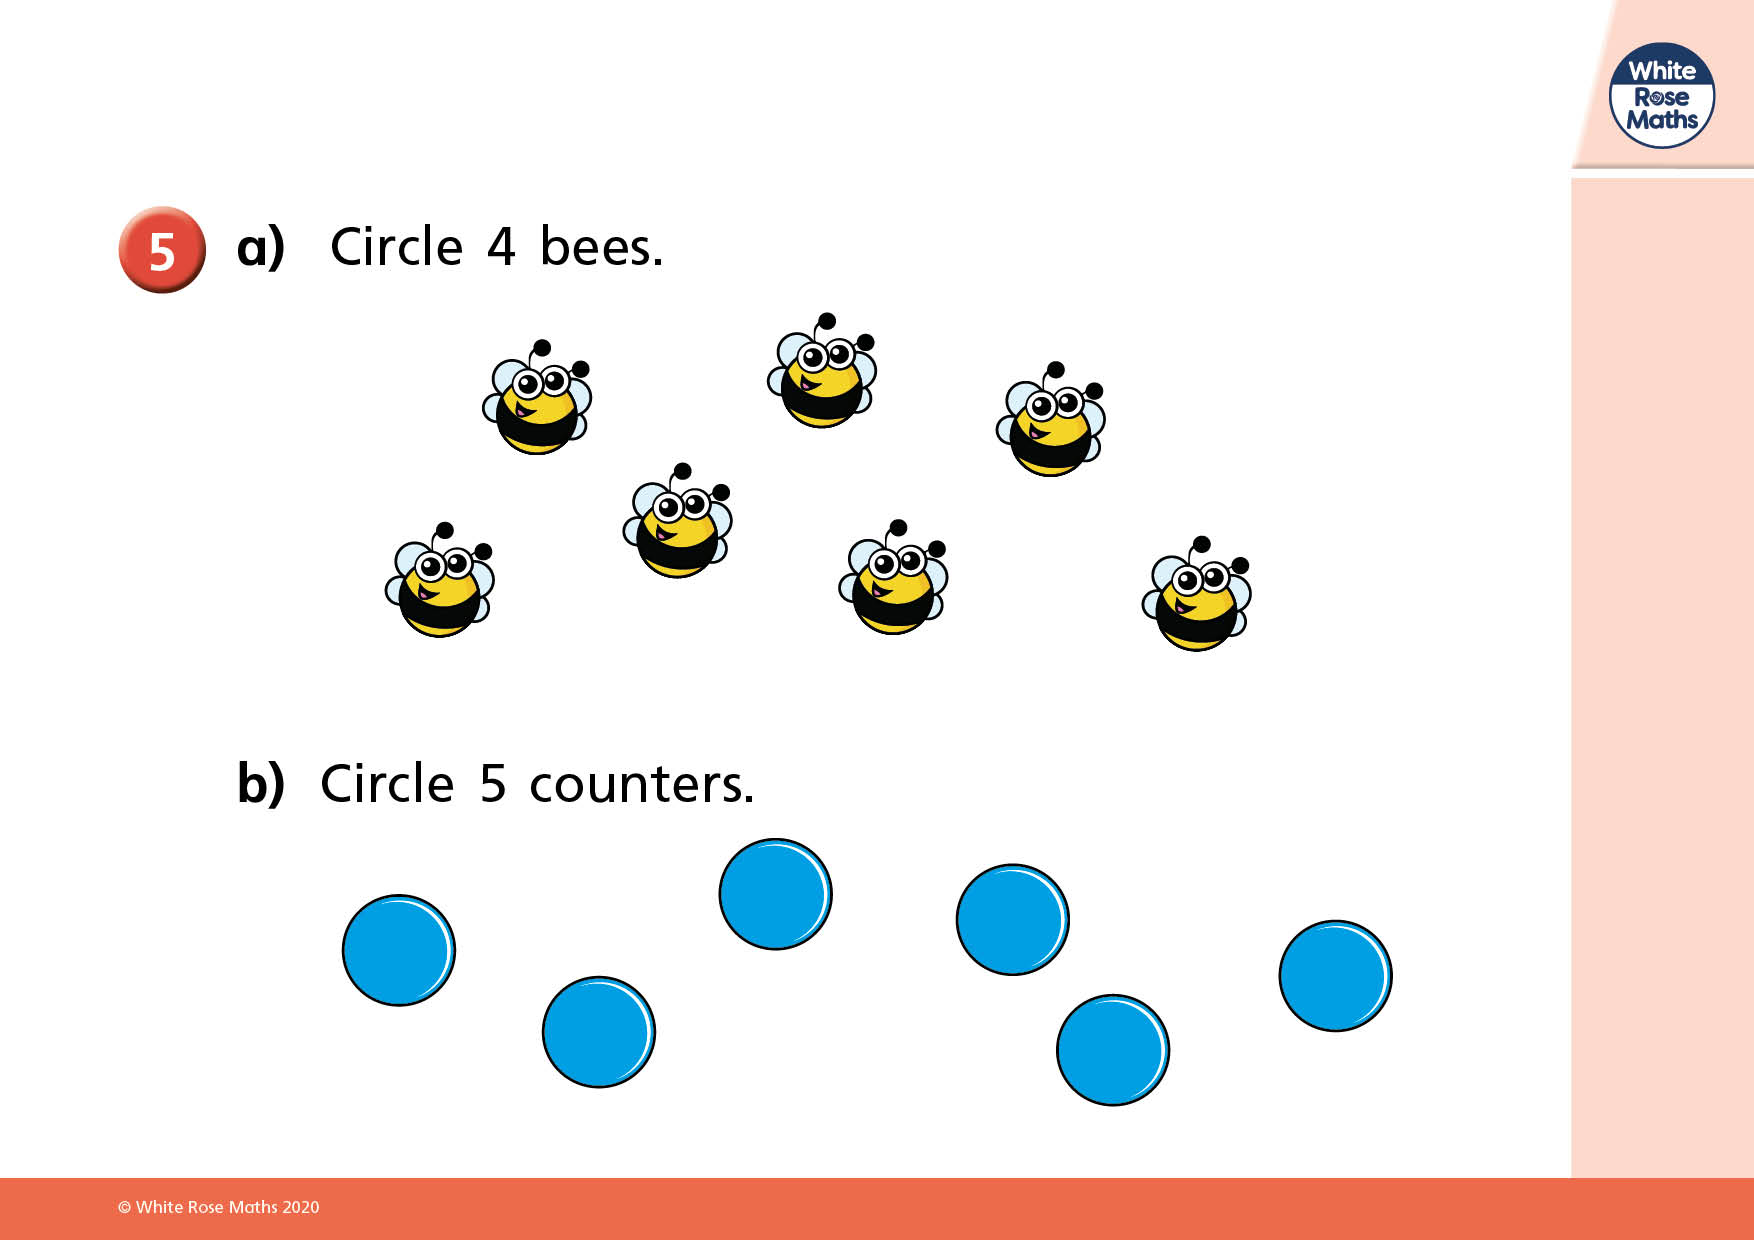 White
Rose
Maths
5 a) Circle 4 bees.
b) Circle 5 counters.
© White Rose Maths 2020